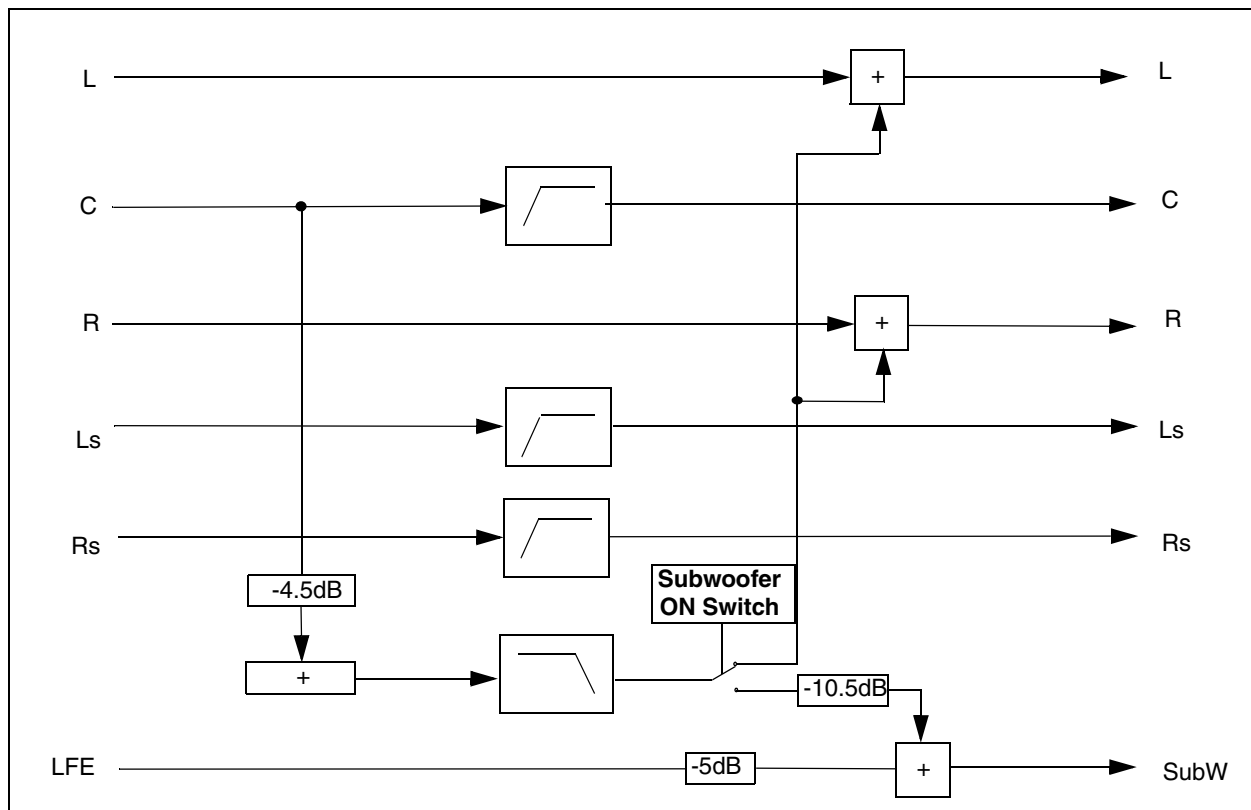 L
+
L
C
C
R
+
R
Ls
Ls
Rs
Rs
-4.5dB
Subwoofer
ON Switch
+
-10.5dB
LFE
-5dB
+
SubW